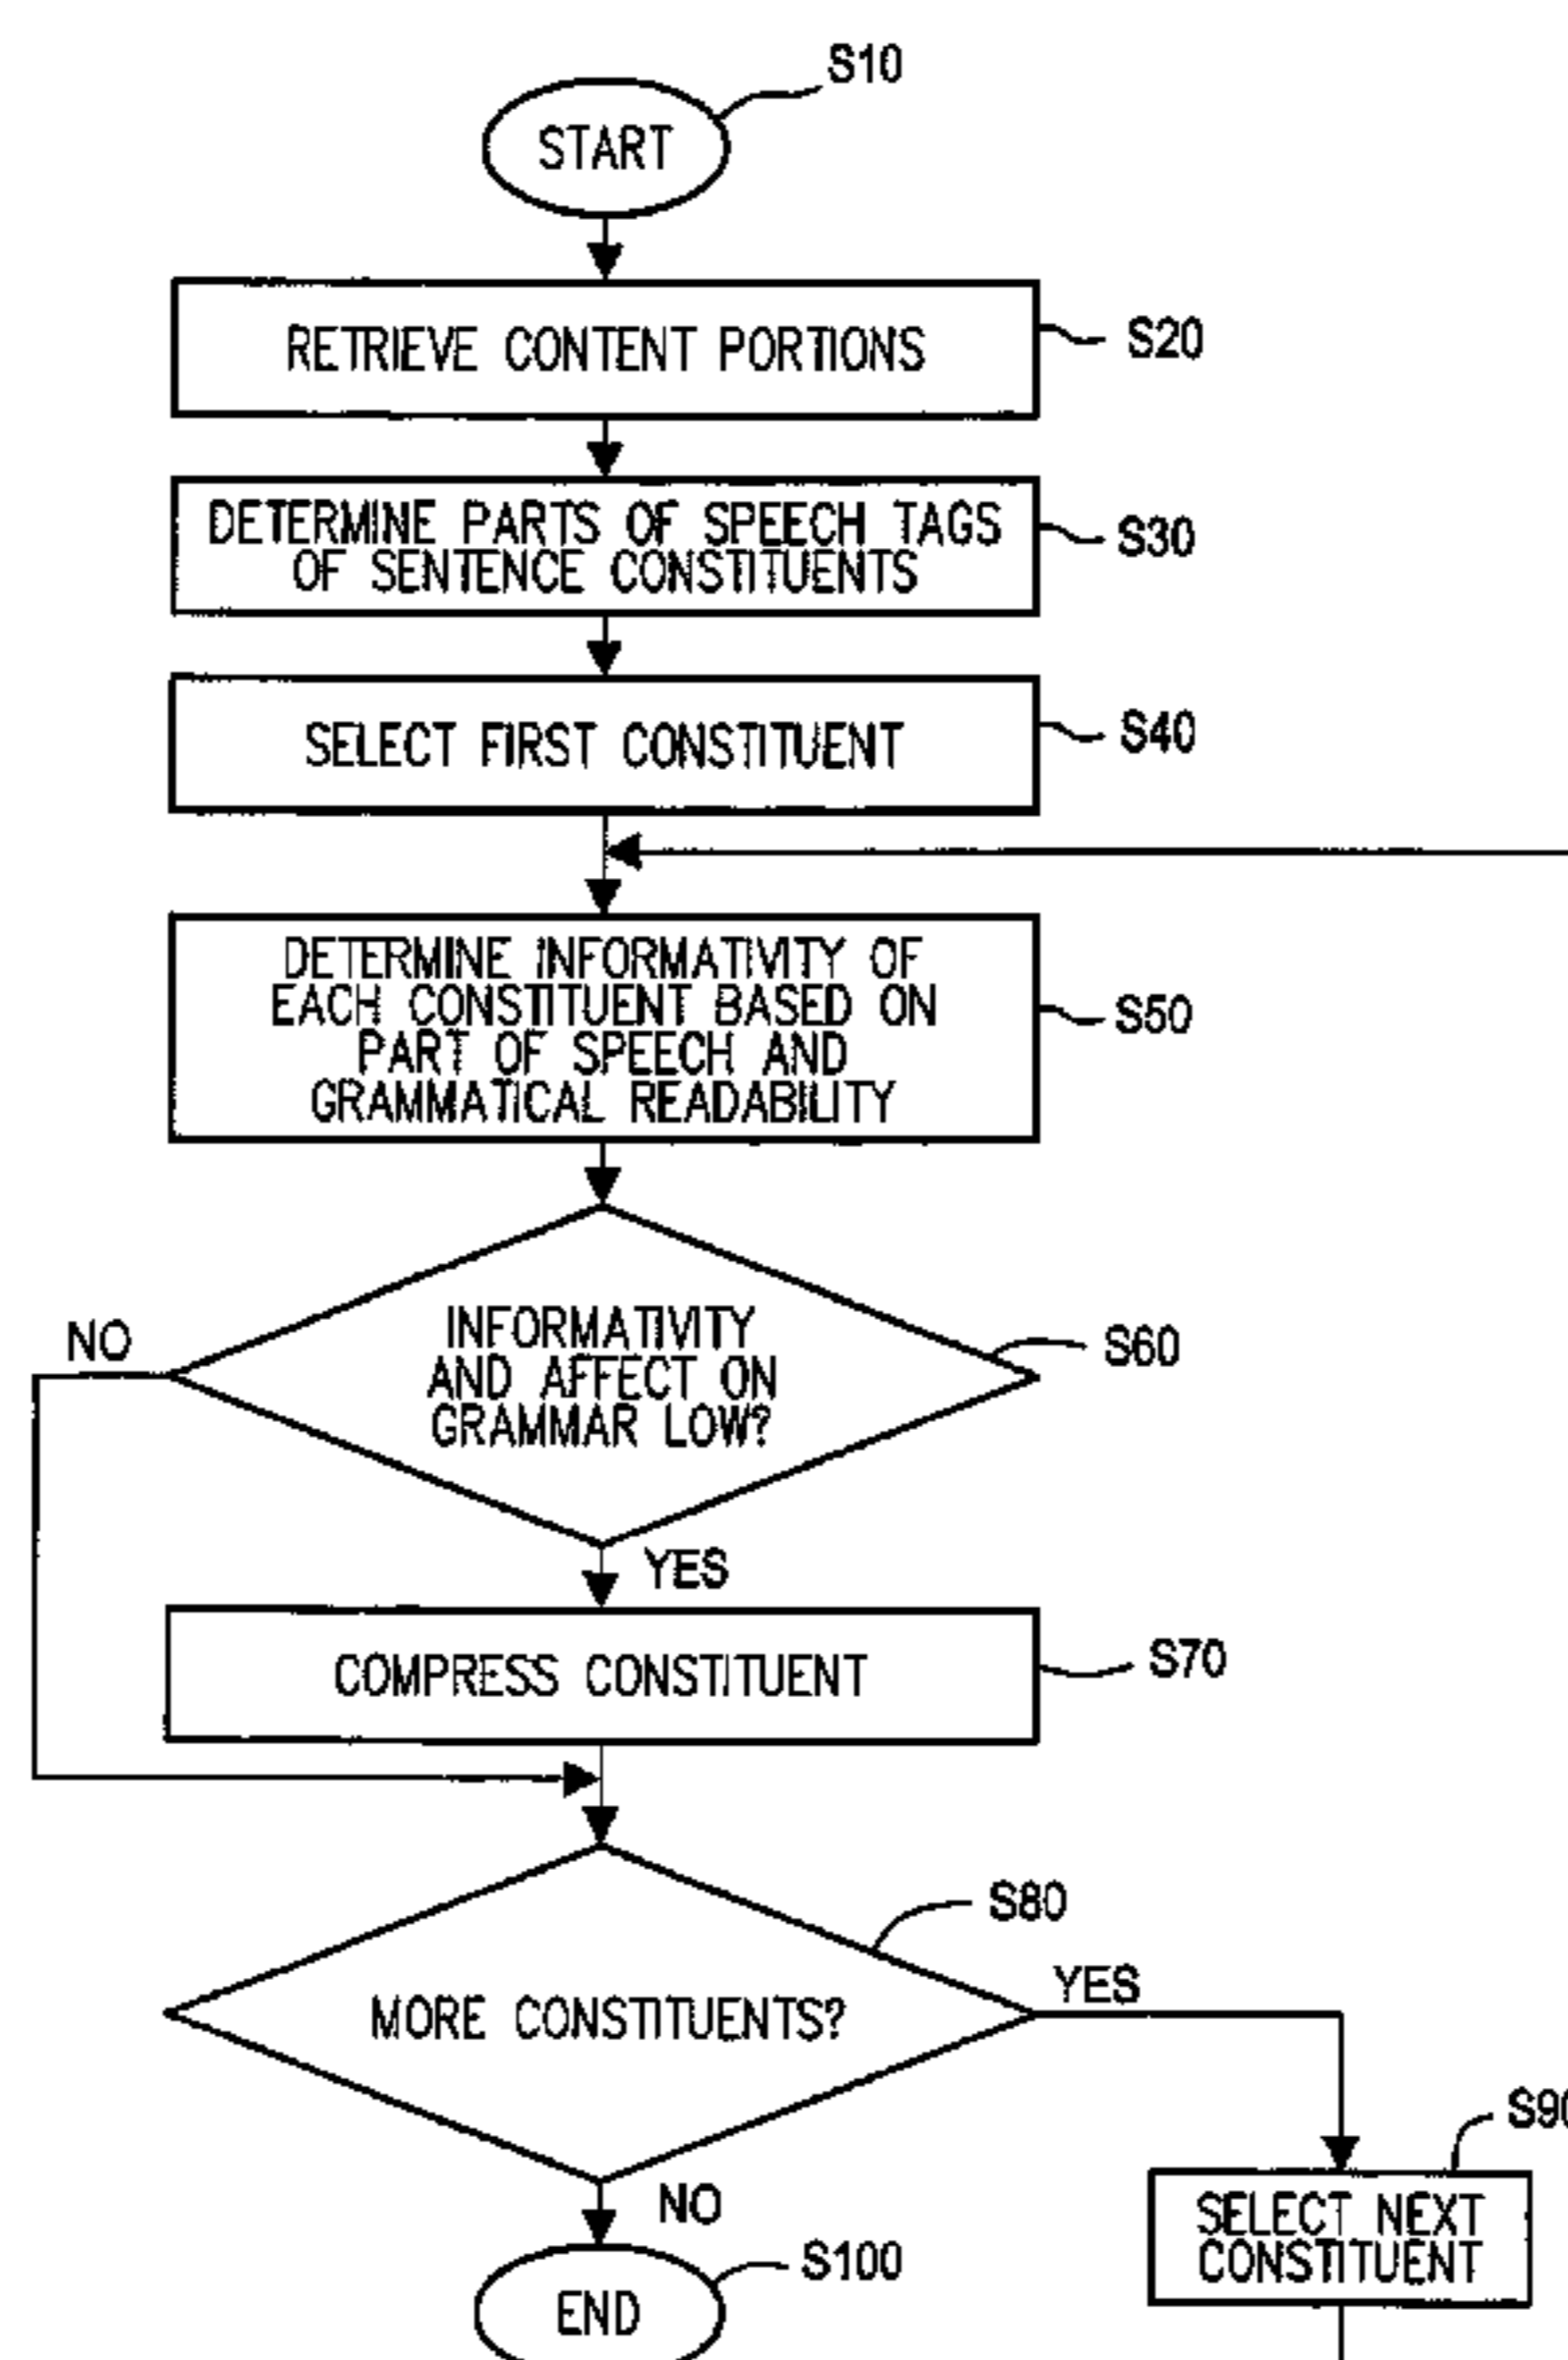 S10
START
RETRIEVE CONTENT PORTIONS
S20
DETERMINE PARTS OF SPEECH TAGS
OF SENTENCE CONSTITUENTS
S30
SELECT FIRST CONSTITUENT
S40
DETERMINE INFORMATIVITY OF
EACH CONSTITUENT BASED ON
PART OF SPEECH AND
GRAMMATICAL READABILITY
S50
NO
INFORMATIVITY
AND AFFECT ON
GRAMMAR LOW?
S60
YES
COMPRESS CONSTITUENT
S70
S80
MORE CONSTITUENTS?
YES
S90
SELECT NEXT
CONSTITUENT
NO
S100
END